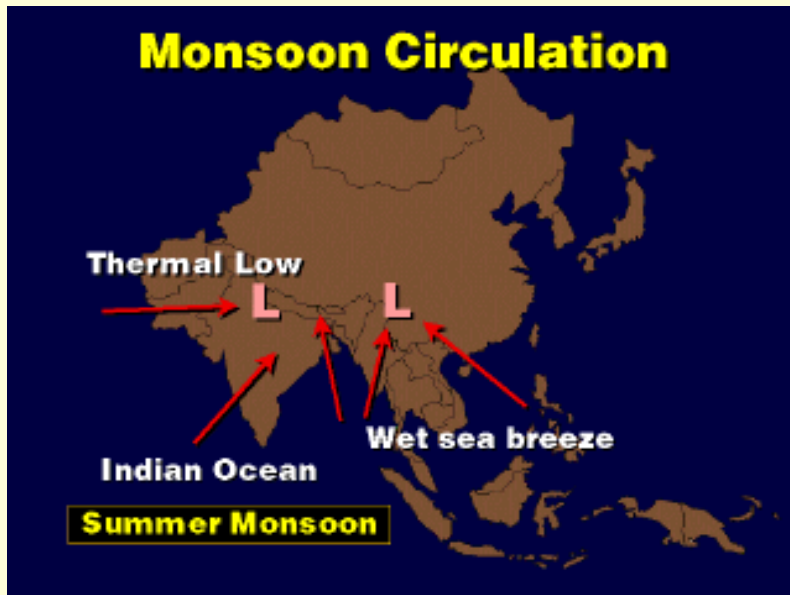 Monsoon Circulation
Thermal Low
L
L
Wet sea breeze
Indian Ocean
Summer Monsoon